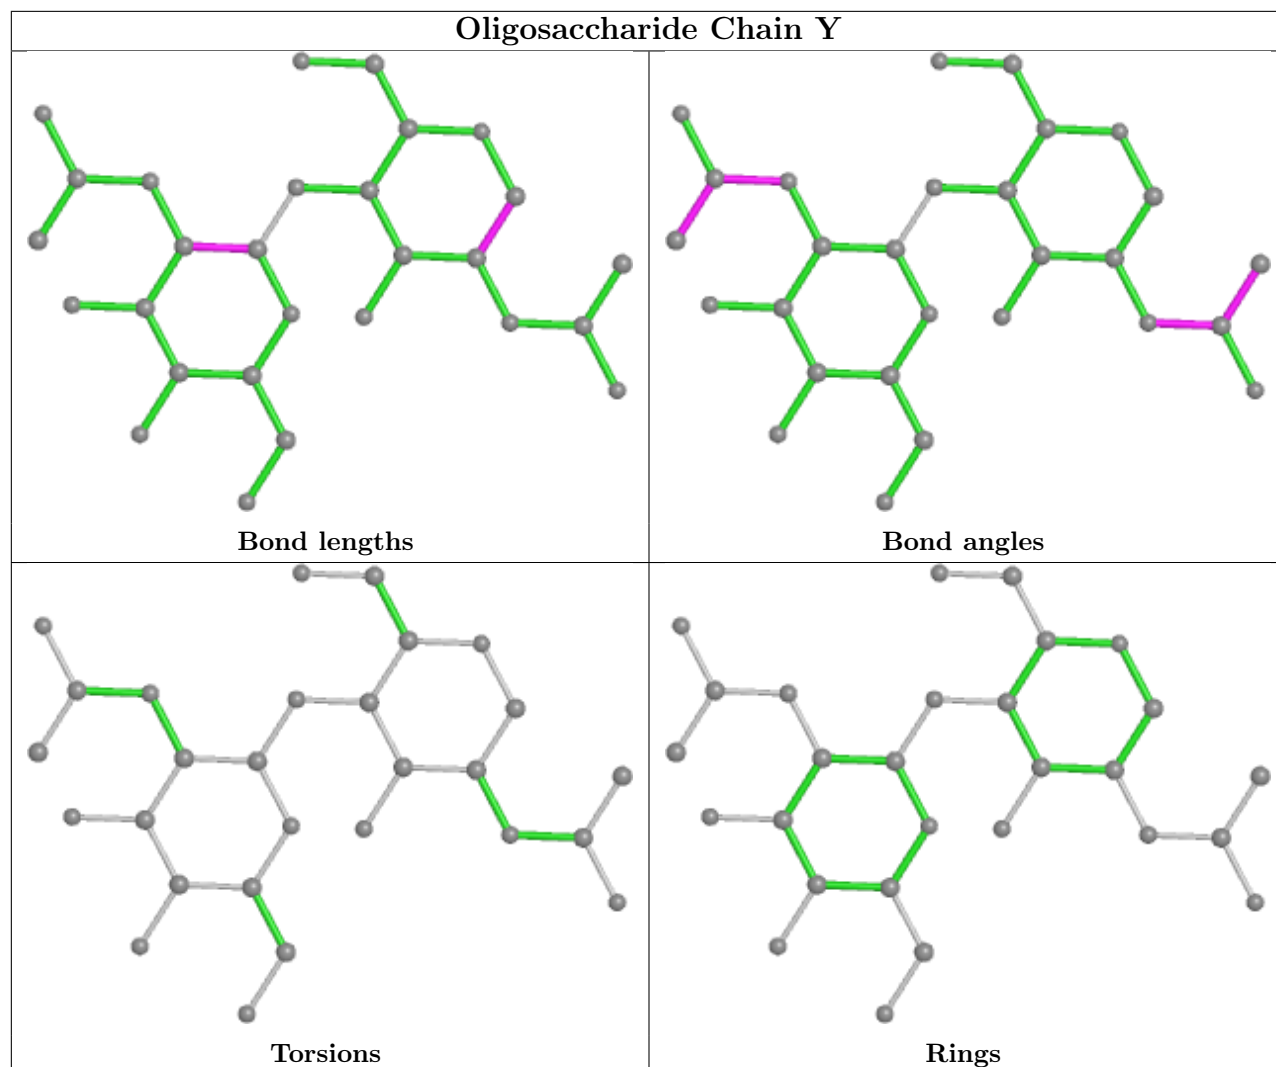 Oligosaccharide Chain Y
Bond lengths
Bond angles
Torsions
Rings